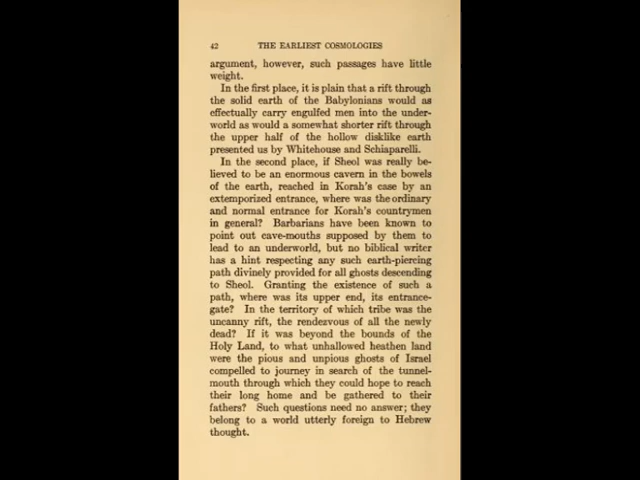 42 THE EARLIEST COSMOLOGIES
argument, however, such passages have little
weight.
In the first place, it is plain that a rift through
the solid earth of the Babylonians would as
effectually carry engulfed men into the under-
world as would a somewhat shorter rift through
the upper half of the hollow disklike earth
presented us by Whitehouse and Schiaparelli.
In the second place, if Sheol was really be-
lieved to be an enormous cavern in the bowels
of the earth, reached in Korah's case by an
extemporized entrance, where was the ordinary
and normal entrance for Korah's countrymen
in general? Barbarians have been known to
point out cave-mouths supposed by them to
lead to an underworld, but no biblical writer
has a hint respecting any such earth-piercing
path divinely provided for all ghosts descending
to Sheol. Granting the existence of such a
path, where was its upper end, its entrance-
gate? In the territory of which tribe was the
uncanny rift, the rendezvous of all the newly
dead? If it was beyond the bounds of the
Holy Land, to what unhallowed heathen land
were the pious and unpious ghosts of Israel
compelled to journey in search of the tunnel-
mouth through which they could hope to reach
their long home and be gathered to their
fathers? Such questions need no answer; they
belong to a world utterly foreign to Hebrew
thought.